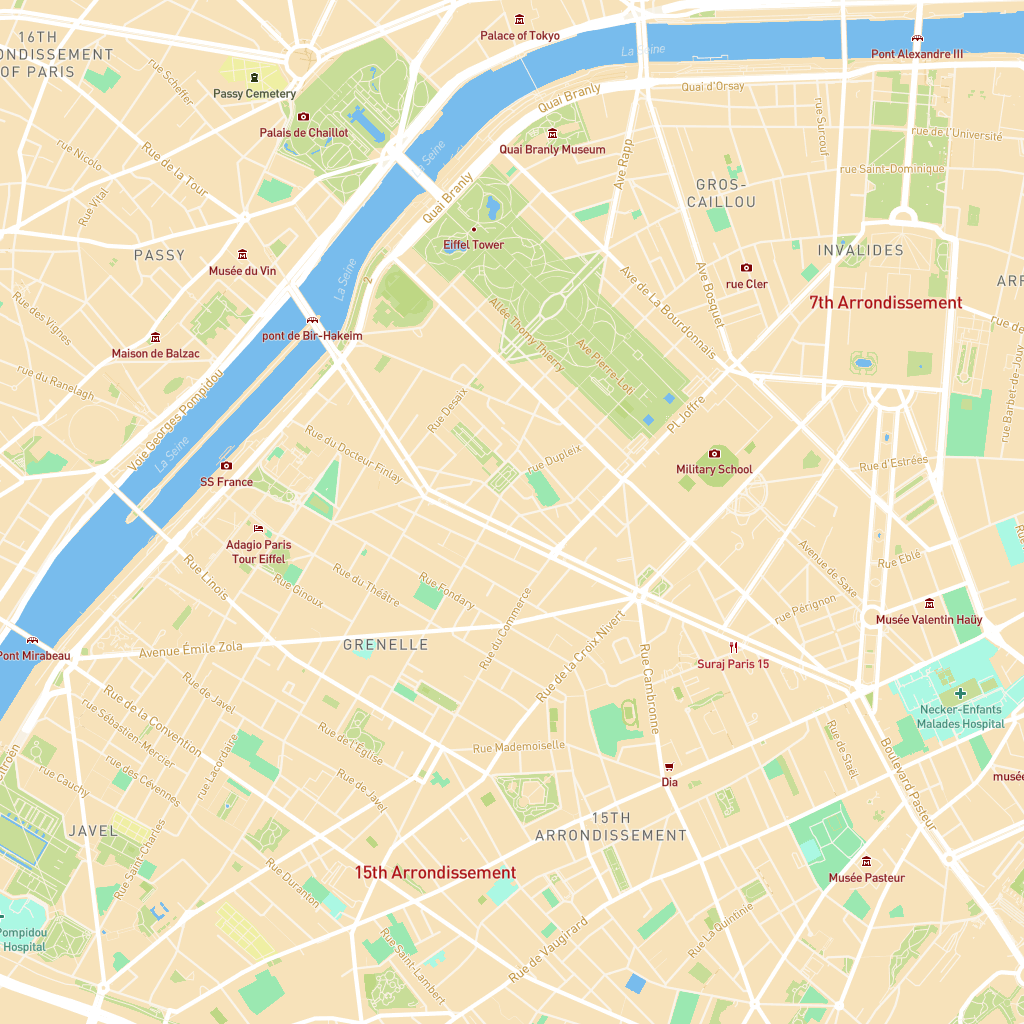 Palace of Tokyo
16TH
ONDISSEMENT
OF PARIS
La Seine
Pont Alexandre III
rue Scheffer
Passy Cemetery
Quai Branly
Quai d'Orsay
rue Surcouf
Palais de Chaillot
rue de l'Université
Quai Branly Museum
rue Nicolo
Rue de la Tour
La Seine
Ave Rapp
rue Saint-Dominique
Rue Vital
Quai Branly
GROS-
CAILLOU
PASSY
Eiffel Tower
INVALIDES
Musée du Vin
La Seine
2
rue Cler
ARR
Ave de La Bourdonnais
Ave Bosquet
7th Arrondissement
Rue des Vignes
pont de Bir-Hakeim
Allée Thomy Thierry
rue de
Maison de Balzac
Ave Pierre-Loti
rue du Ranelagh
Voie Georges Pompidou
Rue Desaix
Pl Joffre
rue Barbet-de-Jouy
La Seine
Rue du Docteur Finlay
rue Dupleix
SS France
Military School
Rue d'Estrées
Adagio Paris
Tour Eiffel
Rue Linois
Rue Ginoux
Rue du Théâtre
Rue Fondary
Avenue de Saxe
Rue Eblé
rue Pérignon
Musée Valentin Haüy
Pont Mirabeau
Avenue Émile Zola
GRENELLE
Rue du Commerce
Rue de la Croix Nivert
Rue Cambronne
Suraj Paris 15
Rue de Javel
Necker-Enfants
Malades Hospital
Rue de la Convention
rue Sébastien-Mercier
Rue de l'Église
Rue Mademoiselle
Rue de Staël
Boulevard Pasteur
itroën
rue Cauchy
rue des Cévennes
rue Lacordaire
Rue de Javel
Dia
musée
JAVEL
15TH
ARRONDISSEMENT
Rue Saint-Charles
15th Arrondissement
Musée Pasteur
Rue Duranton
Pompidou
Hospital
Rue Saint-Lambert
Rue de Vaugirard
Rue La Quintinie